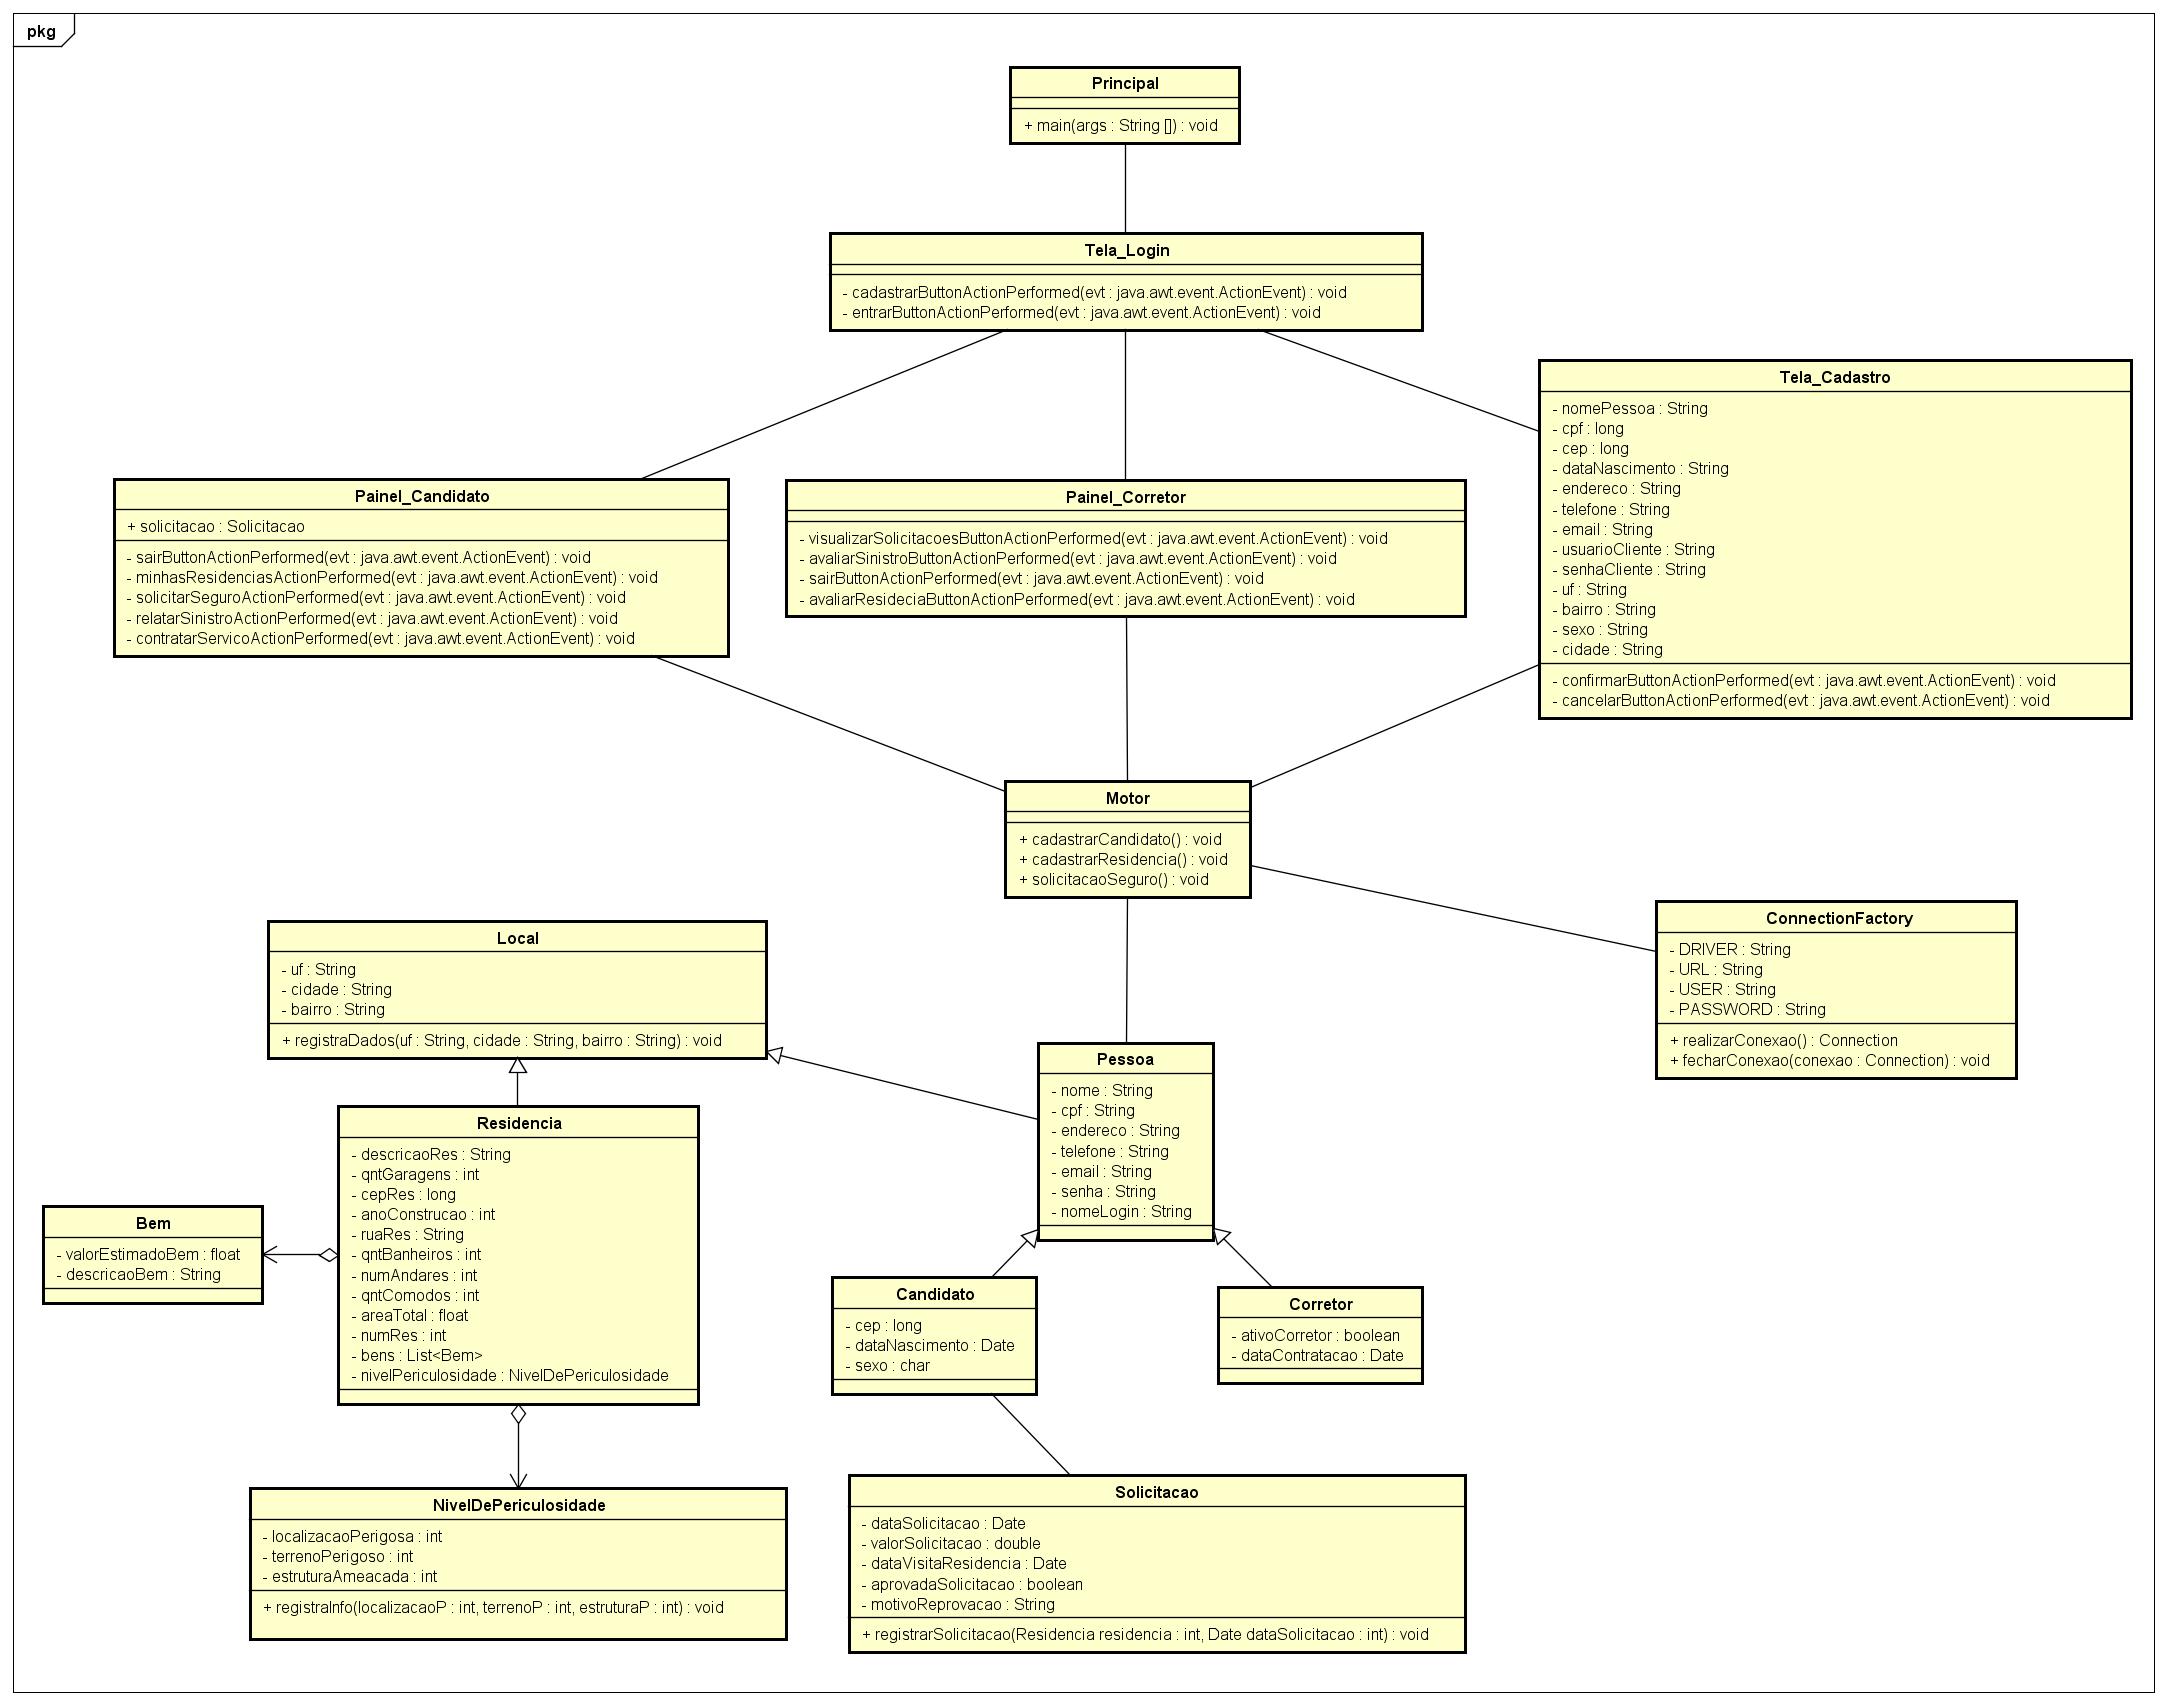 pkg
Principal
+ main(args : String []) : void
Tela_Login
- cadastrarButtonActionPerformed(evt : java.awt.event.ActionEvent) : void
- entrarButtonActionPerformed(evt : java.awt.event.ActionEvent) : void
Tela_Cadastro
- nomePessoa : String
- cpf : long
- cep : long
- dataNascimento : String
- endereco : String
- telefone : String
- email : String
- usuarioCliente : String
- senhaCliente : String
- uf : String
- bairro : String
- sexo : String
- cidade : String
- confirmarButtonActionPerformed(evt : java.awt.event.ActionEvent) : void
- cancelarButtonActionPerformed(evt : java.awt.event.ActionEvent) : void
Painel_Candidato
+ solicitacao : Solicitacao
- sairButtonActionPerformed(evt : java.awt.event.ActionEvent) : void
- minhasResidenciasActionPerformed(evt : java.awt.event.ActionEvent) : void
- solicitarSeguroActionPerformed(evt : java.awt.event.ActionEvent) : void
- relatarSinistroActionPerformed(evt : java.awt.event.ActionEvent) : void
- contratarServicoActionPerformed(evt : java.awt.event.ActionEvent) : void
Painel_Corretor
- visualizarSolicitacoesButtonActionPerformed(evt : java.awt.event.ActionEvent) : void
- avaliarSinistroButtonActionPerformed(evt : java.awt.event.ActionEvent) : void
- sairButtonActionPerformed(evt : java.awt.event.ActionEvent) : void
- avaliarResideciaButtonActionPerformed(evt : java.awt.event.ActionEvent) : void
Motor
+ cadastrarCandidato() : void
+ cadastrarResidencia() : void
+ solicitacaoSeguro() : void
ConnectionFactory
- DRIVER : String
- URL : String
- USER : String
- PASSWORD : String
+ realizarConexao() : Connection
+ fecharConexao(conexao : Connection) : void
Local
- uf : String
- cidade : String
- bairro : String
+ registraDados(uf : String, cidade : String, bairro : String) : void
Pessoa
- nome : String
- cpf : String
- endereco : String
- telefone : String
- email : String
- senha : String
- nomeLogin : String
Residencia
- descricaoRes : String
- qntGaragens : int
- cepRes : long
- anoConstrucao : int
- ruaRes : String
- qntBanheiros : int
- numAndares : int
- qntComodos : int
- areaTotal : float
- numRes : int
- bens : List<Bem>
- nivelPericulosidade : NivelDePericulosidade
Bem
- valorEstimadoBem : float
- descricaoBem : String
Candidato
- cep : long
- dataNascimento : Date
- sexo : char
Corretor
- ativoCorretor : boolean
- dataContratacao : Date
NivelDePericulosidade
- localizacaoPerigosa : int
- terrenoPerigoso : int
- estruturaAmeacada : int
+ registraInfo(localizacaoP : int, terrenoP : int, estruturaP : int) : void
Solicitacao
- dataSolicitacao : Date
- valorSolicitacao : double
- dataVisitaResidencia : Date
- aprovadaSolicitacao : boolean
- motivoReprovacao : String
+ registrarSolicitacao(Residencia residencia : int, Date dataSolicitacao : int) : void